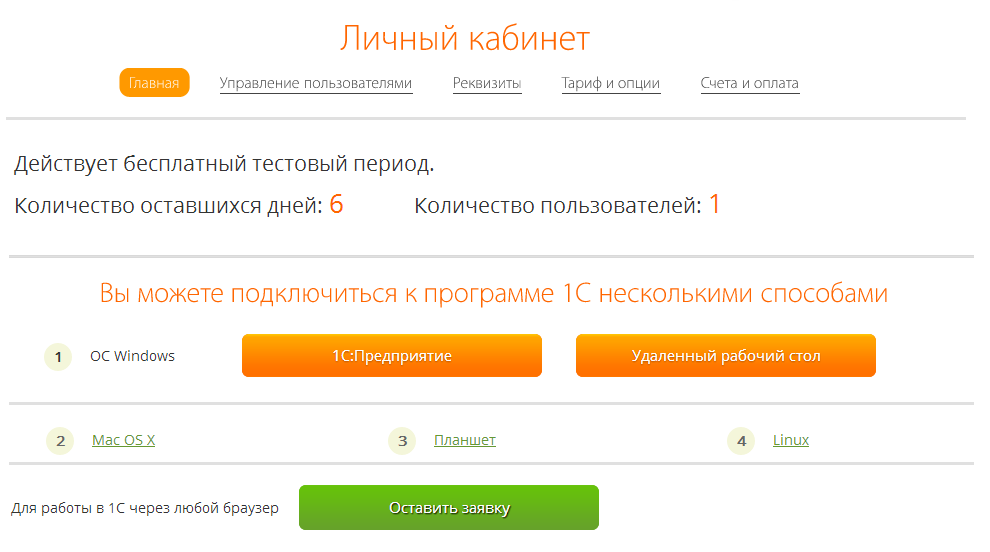 Личный кабинет
Главная Управление пользователями Реквизиты Тариф и опции Счета и оплата
Действует бесплатный тестовый период.
Количество оставшихся дней: 6 Количество пользователей: 1
Вы можете подключиться к программе 1С несколькими способами
1 ОС Windows 1С:Предприятие Удаленный рабочий стол
2 Mac OS X 3 Планшет 4 Linux
Для работы в 1С через любой браузер Оставить заявку